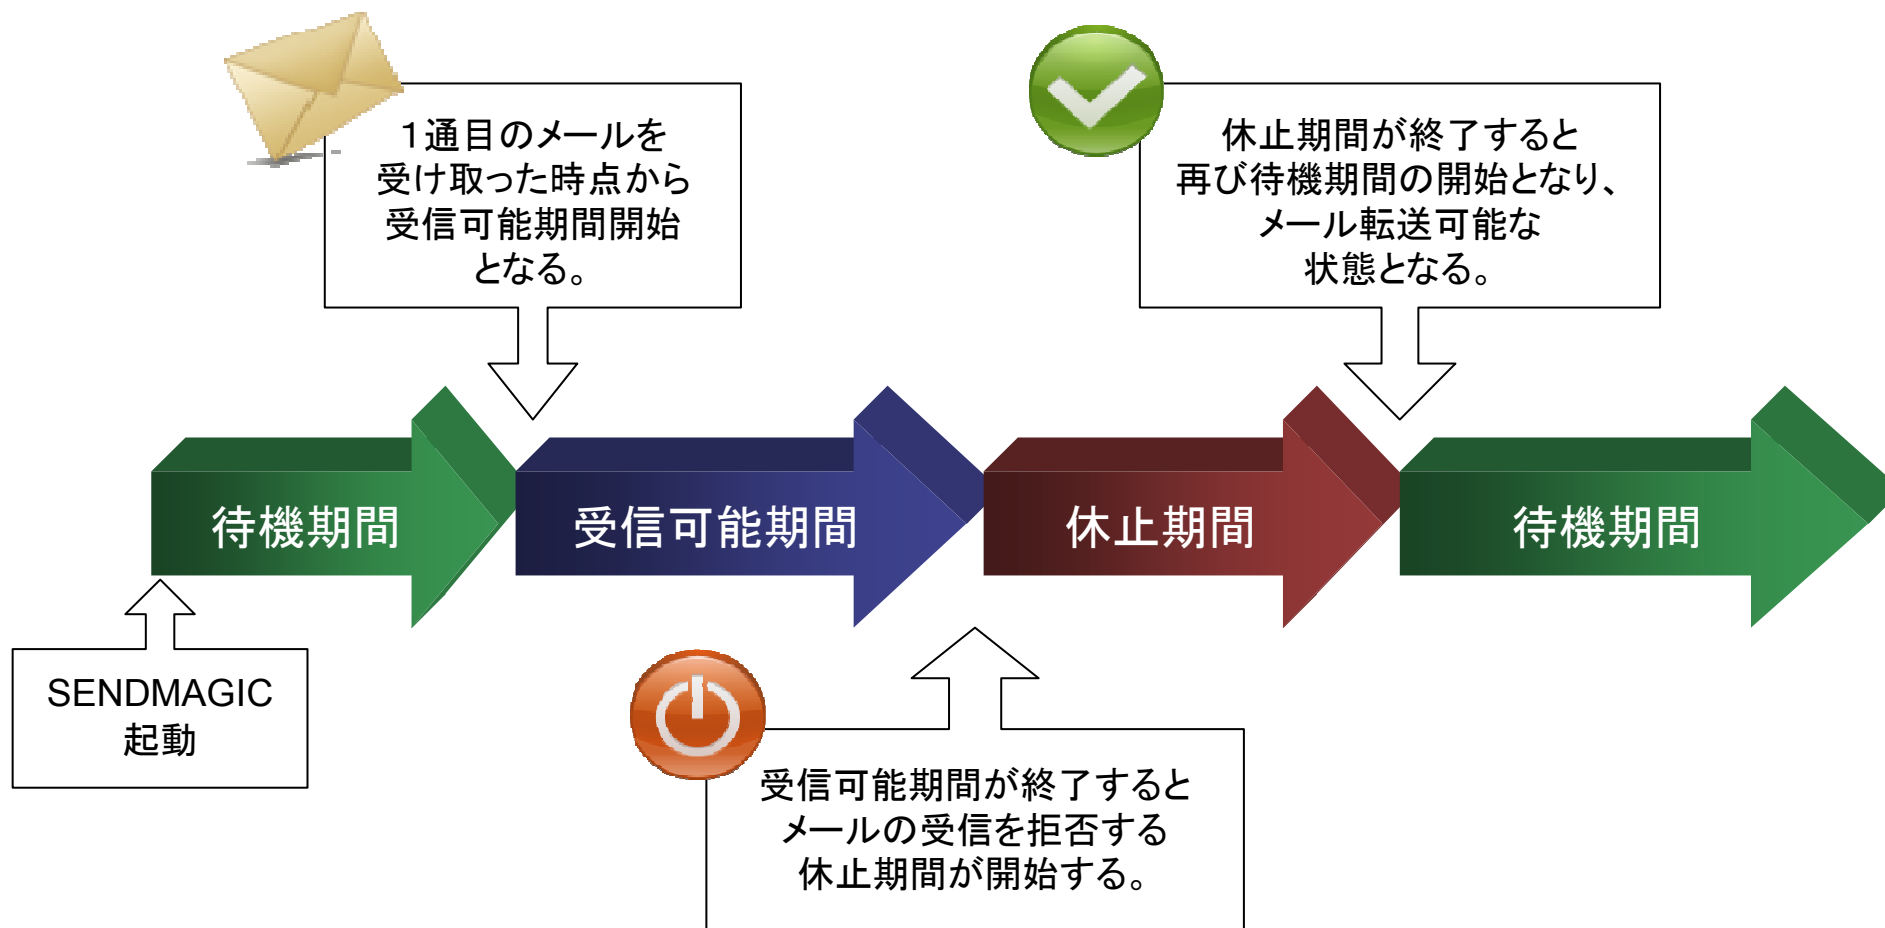 １通目のメールを
受け取った時点から
受信可能期間開始
となる。
休止期間が終了すると
再び待機期間の開始となり、
メール転送可能な
状態となる。
待機期間
受信可能期間
休止期間
待機期間
SENDMAGIC
起動
受信可能期間が終了すると
メールの受信を拒否する
休止期間が開始する。